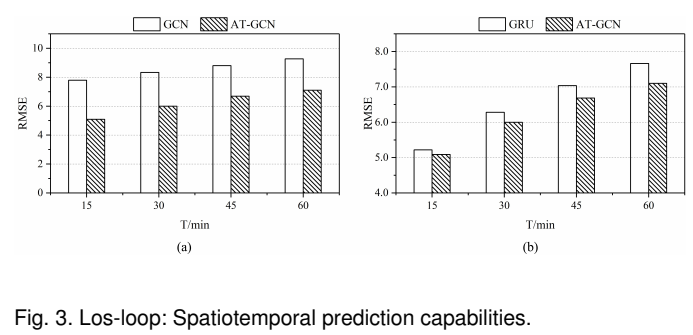 GCN AT-GCN
10
8
6
4
2
0
RMSE
15 30 45 60
T/min
(a)
GRU AT-GCN
8.0
7.0
6.0
5.0
4.0
RMSE
15 30 45 60
T/min
(b)
Fig. 3. Los-loop: Spatiotemporal prediction capabilities.